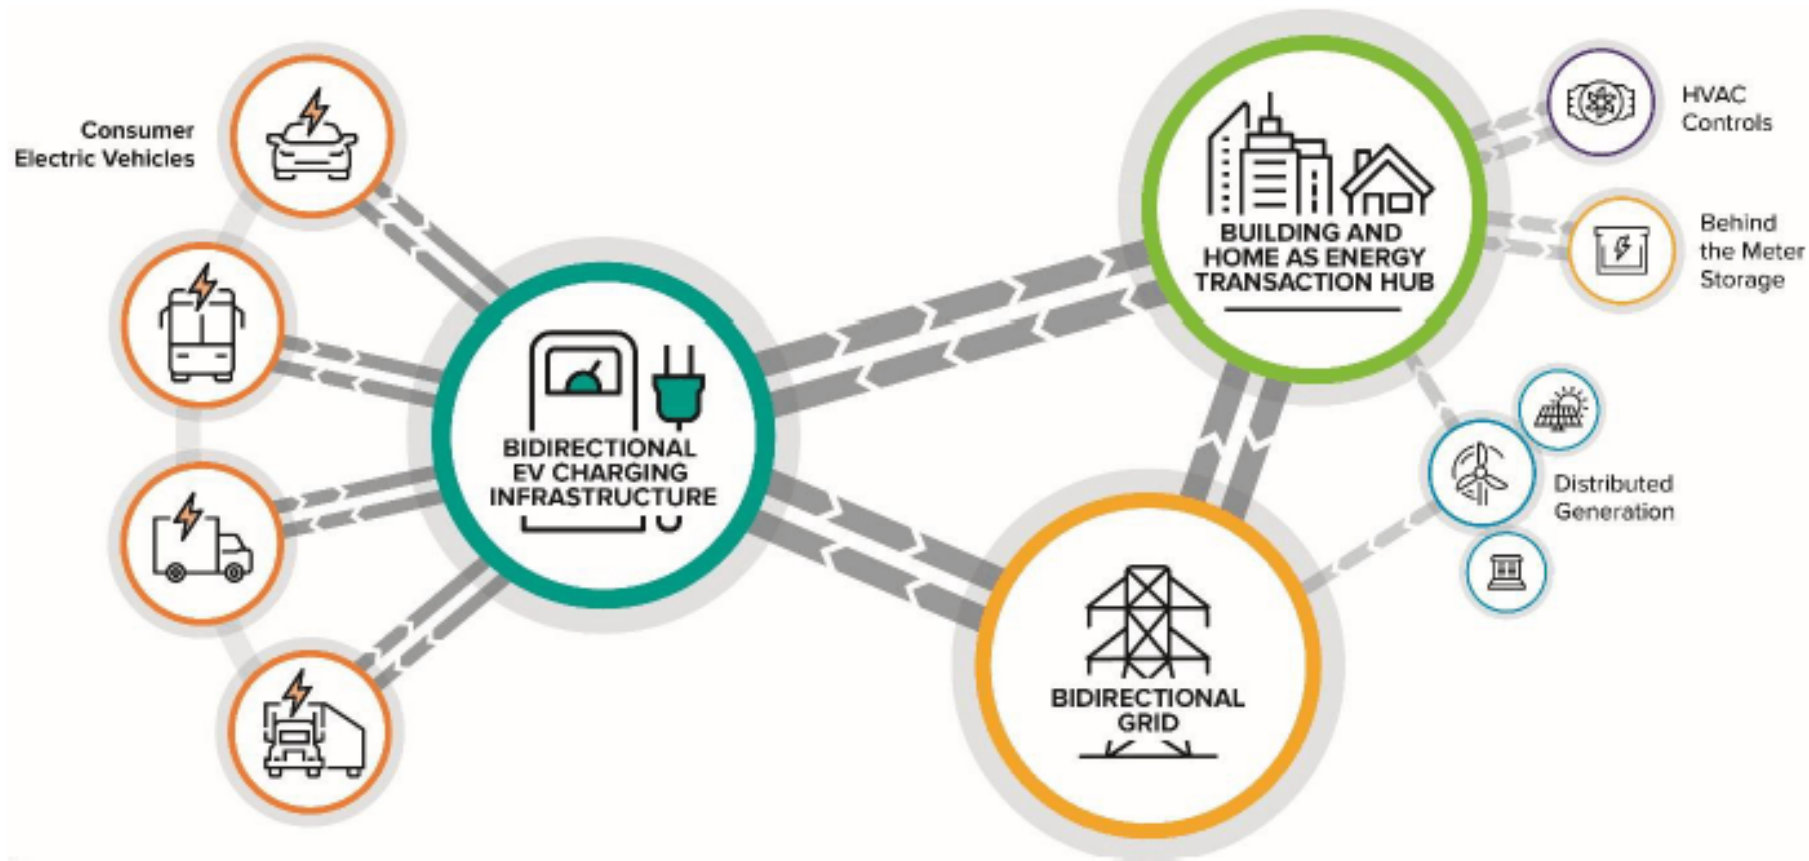 Consumer
Electric Vehicles
BIDIRECTIONAL
EV CHARGING
INFRASTRUCTURE
BUILDING AND
HOME AS ENERGY
TRANSACTION HUB
HVAC
Controls
Behind
the Meter
Storage
Distributed
Generation
BIDIRECTIONAL
GRID